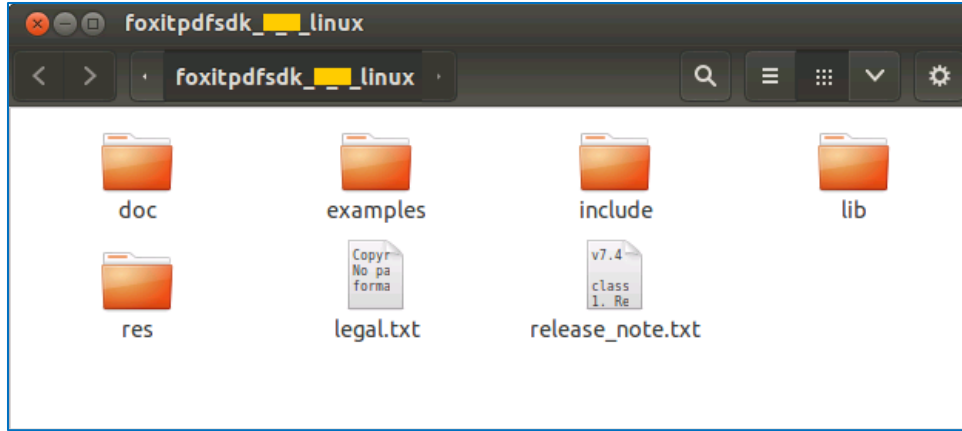 foxitpdfsdk_ _ _linux
foxitpdfsdk_ _ _linux
doc
examples
include
lib
Copyr
No pa
forma
v7.4
class
1. Re
res
legal.txt
release_note.txt